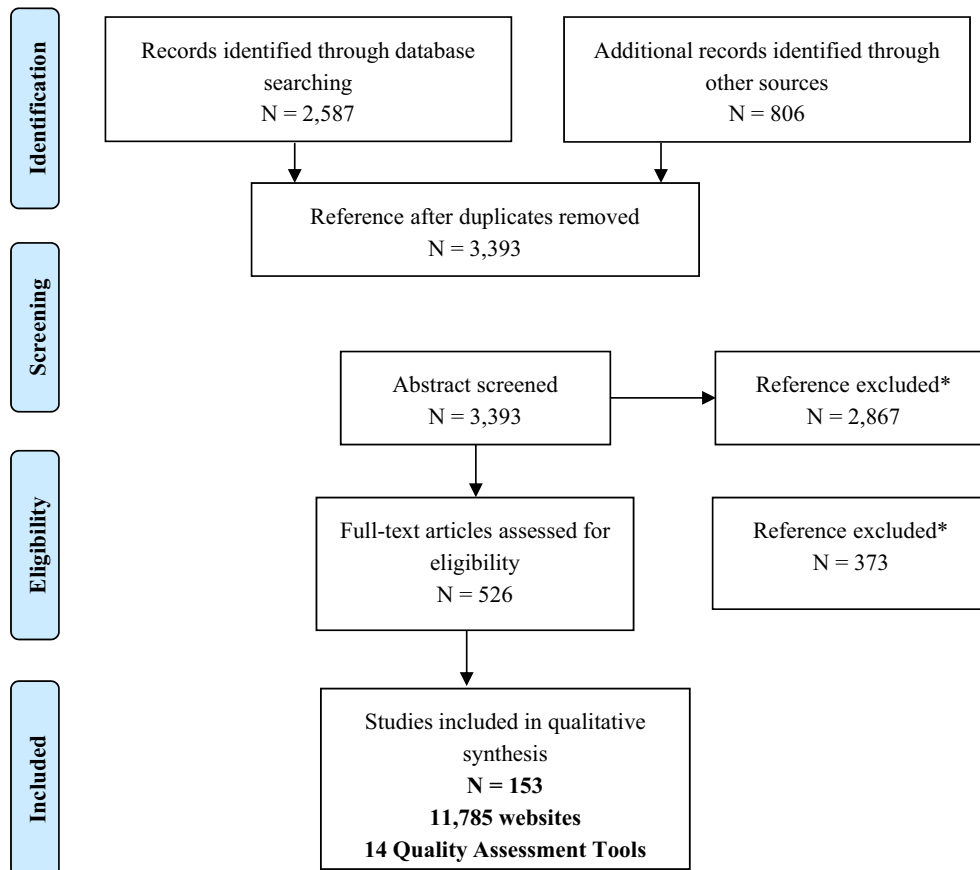 Identification
Records identified through database
searching
N = 2,587
Additional records identified through
other sources
N = 806
Reference after duplicates removed
N = 3,393
Screening
Abstract screened
N = 3,393
Reference excluded*
N = 2,867
Eligibility
Full-text articles assessed for
eligibility
N = 526
Reference excluded*
N = 373
Included
Studies included in qualitative
synthesis
N = 153
11,785 websites
14 Quality Assessment Tools